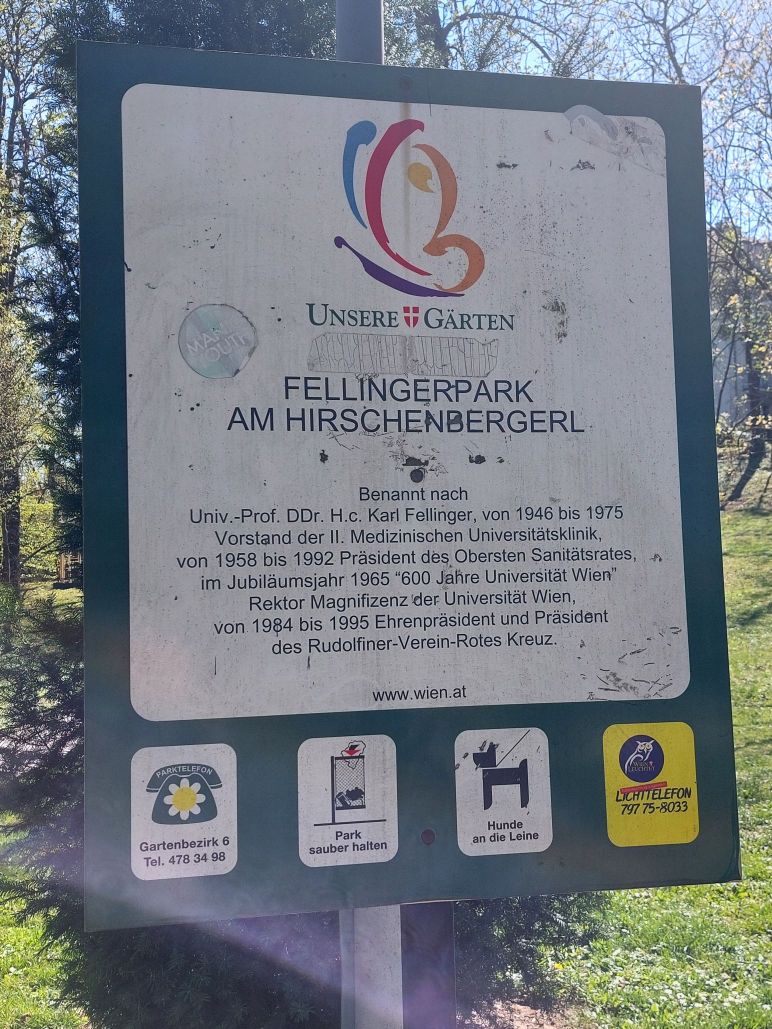 UNSERE GÄRTEN
FELLINGERPARK
AM HIRSCHENBERGERL
Benannt nach
Univ.-Prof. DDr. H.c. Karl Fellinger, von 1946 bis 1975
Vorstand der II. Medizinischen Universitätsklinik,
von 1958 bis 1992 Präsident des Obersten Sanitätsrates,
im Jubiläumsjahr 1965 “600 Jahre Universität Wien”
Rektor Magnifizenz der Universität Wien,
von 1984 bis 1995 Ehrenpräsident und Präsident
des Rudolfiner-Verein-Rotes Kreuz.
www.wien.at
PARKTELEFON
Gartenbezirk 6
Tel. 478 34 98
Park
sauber halten
Hunde
an die Leine
WIEN
LEUCHTET
LICHTTELEFON
797 75-8033